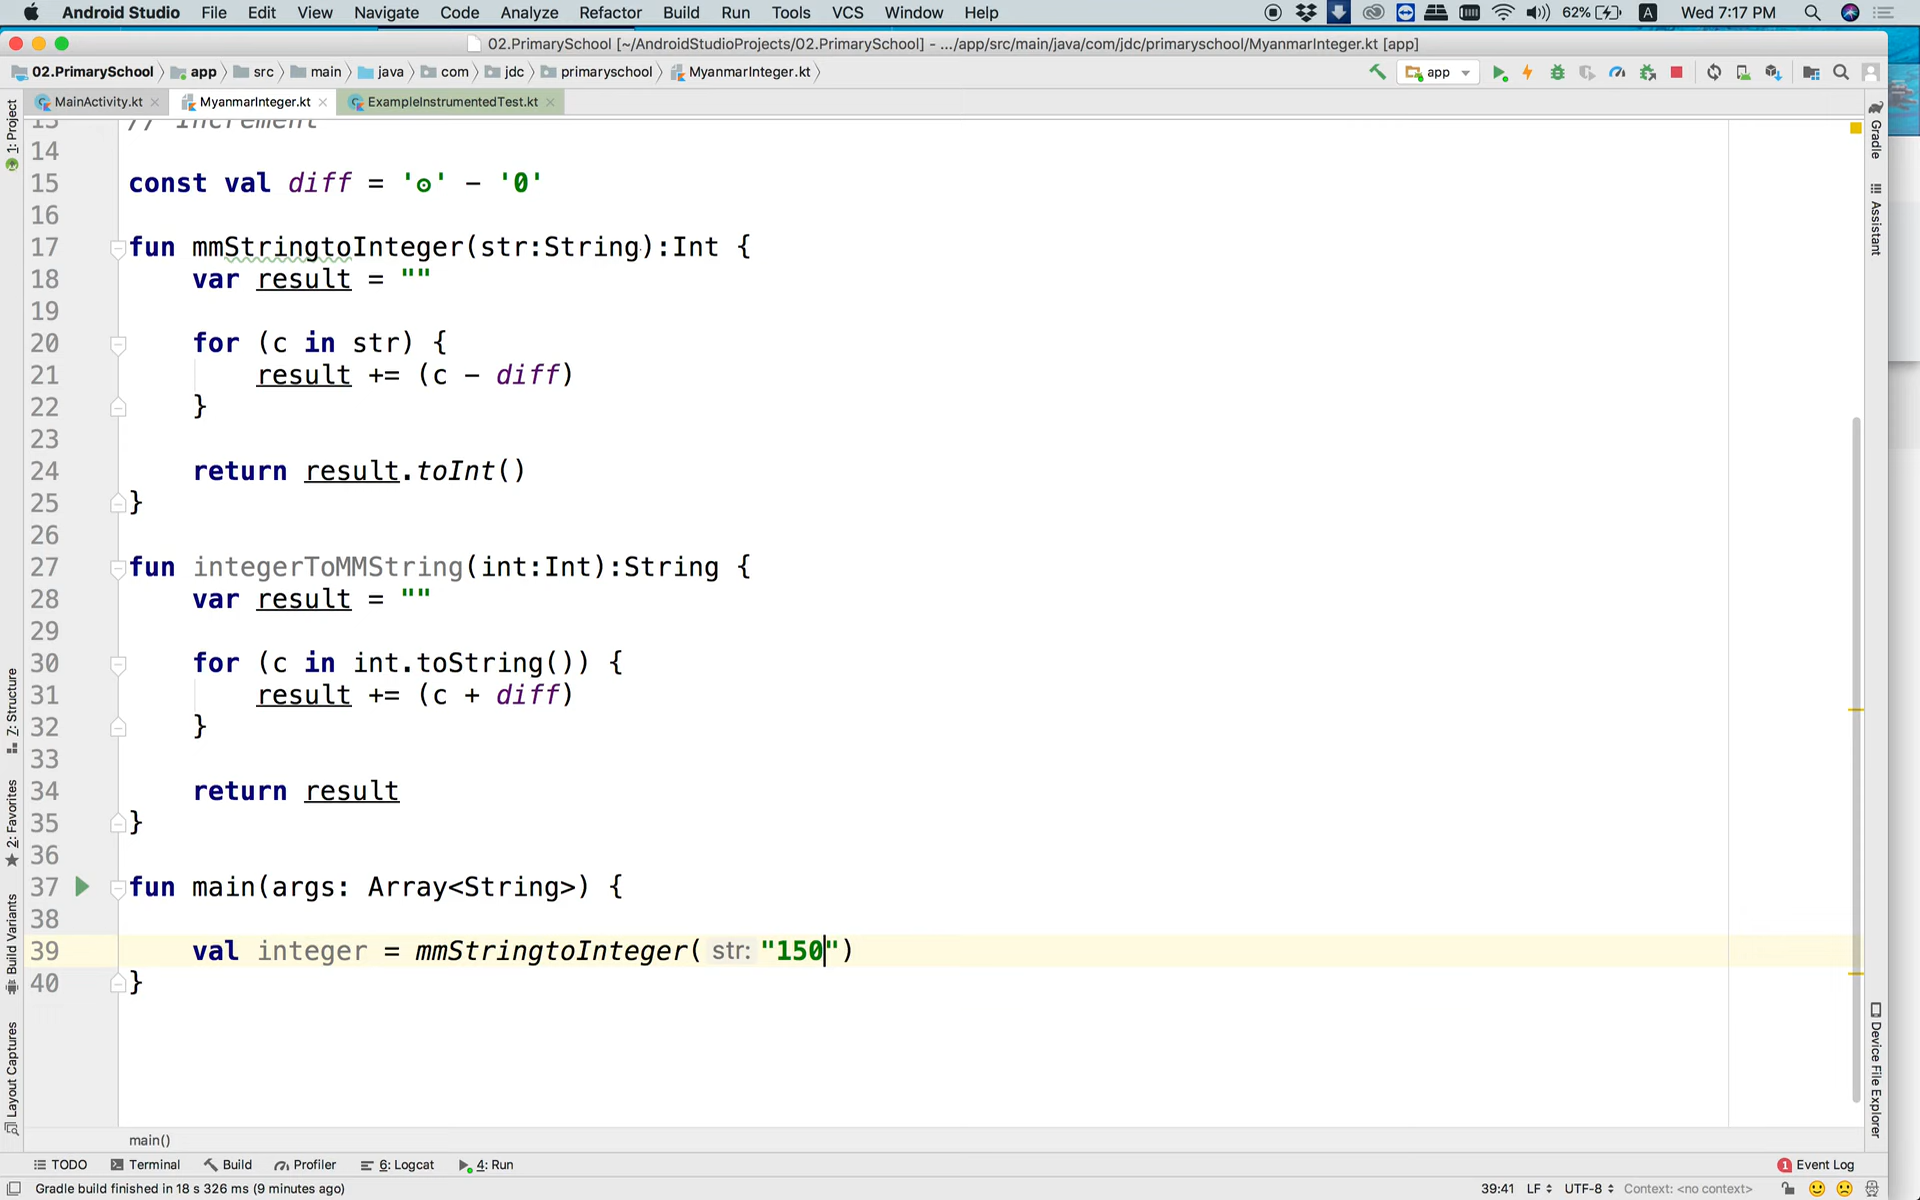 Android Studio File Edit View Navigate Code Analyze Refactor Build Run Tools VCS Window Help 62% A Wed 7:17 PM
02.PrimarySchool [~/AndroidStudioProjects/02.PrimarySchool] - .../app/src/main/java/com/jdc/primaryschool/MyanmarInteger.kt [app]
02.PrimarySchool app src main java com jdc primaryschool MyanmarInteger.kt app
MainActivity.kt MyanmarInteger.kt ExampleInstrumentedTest.kt
1: Project
Z: Structure
2: Favorites
Build Variants
Layout Captures
13 // Increment
14
15 const val diff = '၀' - '0'
16
17 fun mmStringtoInteger(str:String):Int {
18 var result = ""
19
20 for (c in str) {
21 result += (c - diff)
22 }
23
24 return result.toInt()
25 }
26
27 fun integerToMMString(int:Int):String {
28 var result = ""
29
30 for (c in int.toString()) {
31 result += (c + diff)
32 }
33
34 return result
35 }
36
37 fun main(args: Array<String>) {
38
39 val integer = mmStringtoInteger( str: "150")
40 }
Gradle
Assistant
Device File Explorer
main()
TODO Terminal Build Profiler 6: Logcat 4: Run 1 Event Log
Gradle build finished in 18 s 326 ms (9 minutes ago) 39:41 LF UTF-8 Context: <no context>